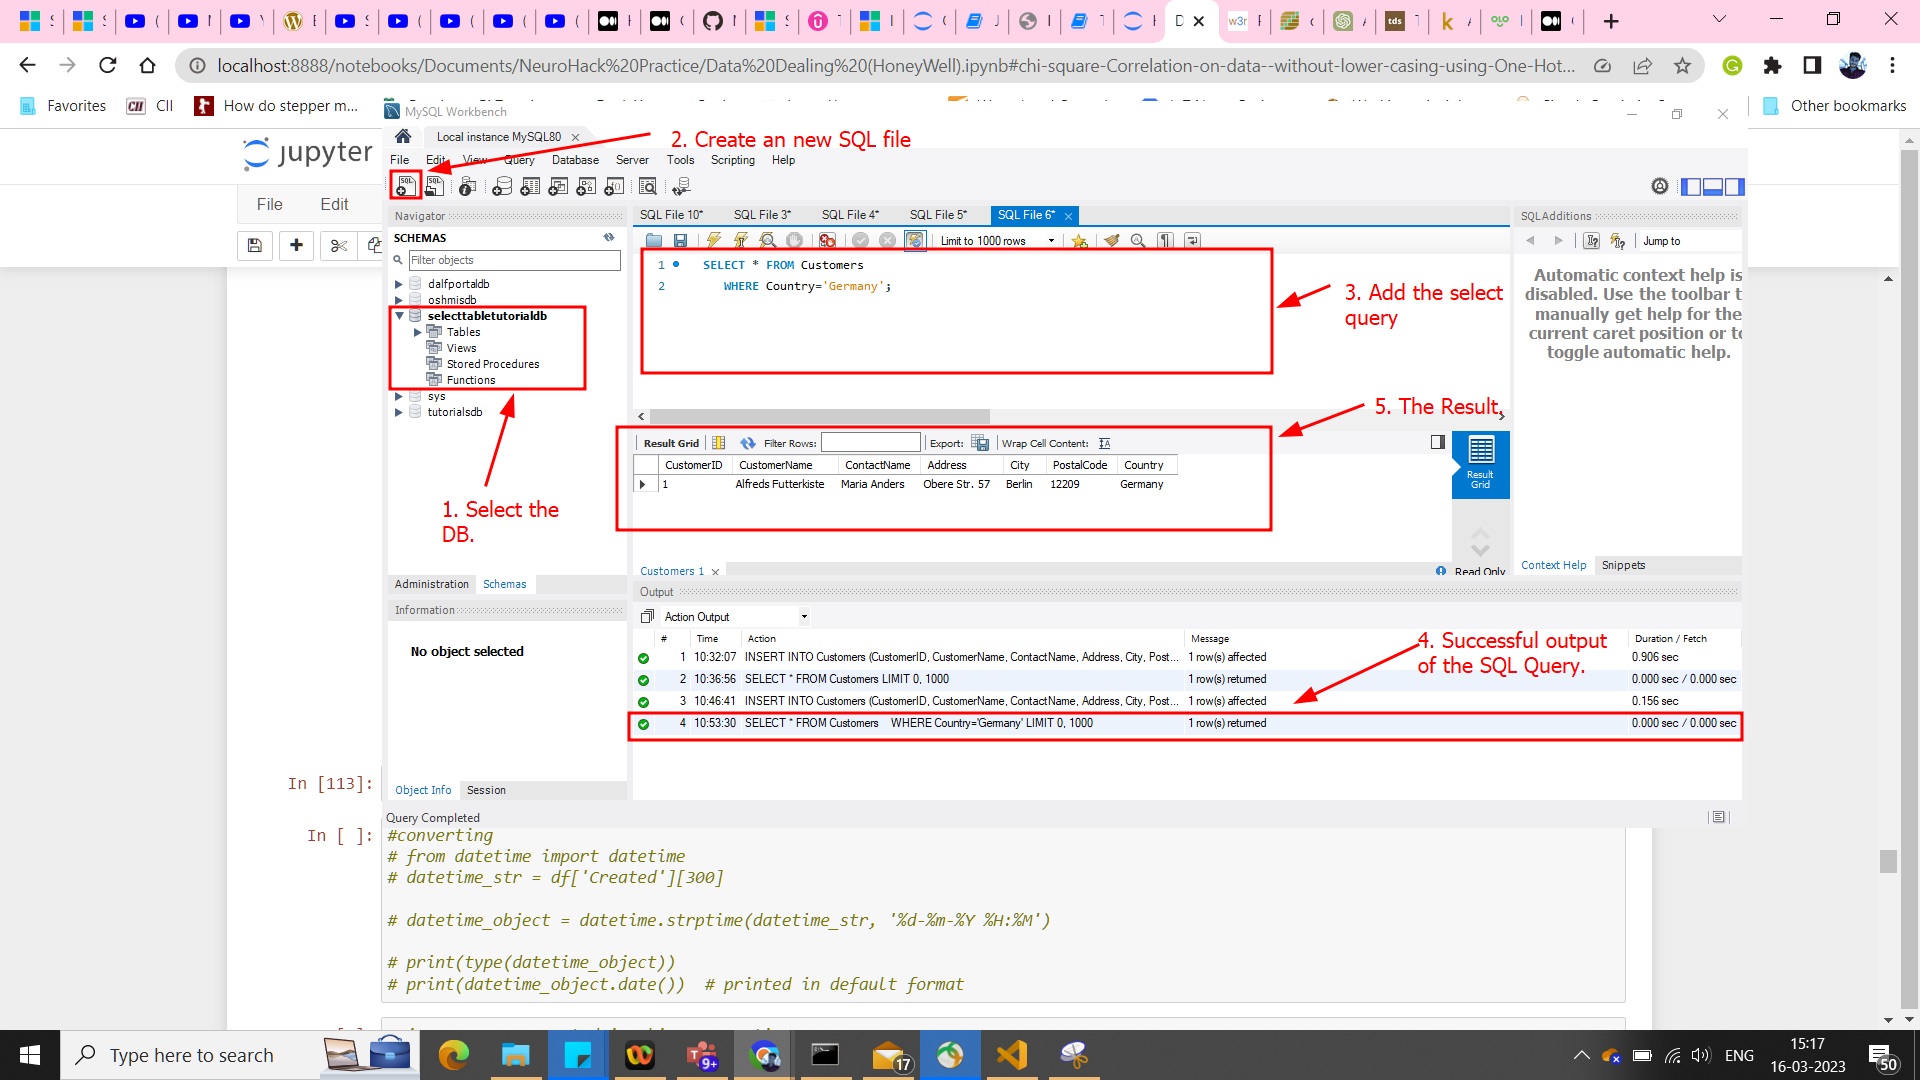 localhost:8888/notebooks/Documents/NeuroHack%20Practice/Data%20Dealing%20(HoneyWell).ipynb#chi-square-Correlation-on-data--without-lower-casing-using-One-Hot...
Favorites
CII
How do stepper m...
Other bookmarks
jupyter
File Edit
MySQL Workbench
Local instance MySQL80
2. Create an new SQL file
File Edit View Query Database Server Tools Scripting Help
Navigator
SCHEMAS
Filter objects
dalfportaldb
oshmisdb
selecttabletutorialdb
Tables
Views
Stored Procedures
Functions
sys
tutorialsdb
1. Select the
DB.
Administration Schemas
Information
No object selected
Object Info Session
Query Completed
SQL File 10* SQL File 3* SQL File 4* SQL File 5* SQL File 6*
Limit to 1000 rows
1 SELECT * FROM Customers
2 WHERE Country='Germany';
3. Add the select
query
5. The Result.
Result Grid Filter Rows: Export: Wrap Cell Content:
CustomerID CustomerName ContactName Address City PostalCode Country
1 Alfreds Futterkiste Maria Anders Obere Str. 57 Berlin 12209 Germany
Result
Grid
Customers 1
Read Only
SQLAdditions
Jump to
Automatic context help is
disabled. Use the toolbar t
manually get help for the
current caret position or to
toggle automatic help.
Context Help Snippets
Output
Action Output
# Time Action Message Duration / Fetch
1 10:32:07 INSERT INTO Customers (CustomerID, CustomerName, ContactName, Address, City, Post... 1 row(s) affected 0.906 sec
2 10:36:56 SELECT * FROM Customers LIMIT 0, 1000 1 row(s) returned 0.000 sec / 0.000 sec
3 10:46:41 INSERT INTO Customers (CustomerID, CustomerName, ContactName, Address, City, Post... 1 row(s) affected 0.156 sec
4 10:53:30 SELECT * FROM Customers WHERE Country='Germany' LIMIT 0, 1000 1 row(s) returned 0.000 sec / 0.000 sec
4. Successful output
of the SQL Query.
In [113]:
In [ ]:
#converting
# from datetime import datetime
# datetime_str = df['Created'][300]
# datetime_object = datetime.strptime(datetime_str, '%d-%m-%Y %H:%M')
# print(type(datetime_object))
# print(datetime_object.date())  # printed in default format
Type here to search
9+
17
ENG
15:17
16-03-2023
50